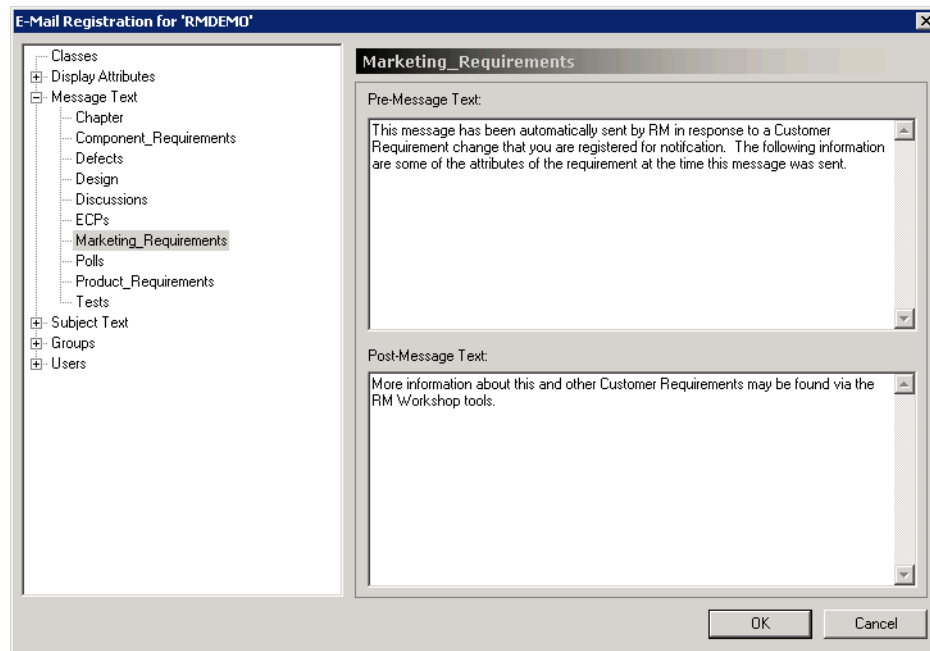 E-Mail Registration for 'RMDEMO'
Classes
Display Attributes
Message Text
Chapter
Component_Requirements
Defects
Design
Discussions
ECPs
Marketing_Requirements
Polls
Product_Requirements
Tests
Subject Text
Groups
Users
Marketing_Requirements
Pre-Message Text:
This message has been automatically sent by RM in response to a Customer
Requirement change that you are registered for notifcation.  The following information
are some of the attributes of the requirement at the time this message was sent.
Post-Message Text:
More information about this and other Customer Requirements may be found via the
RM Workshop tools.
OK
Cancel